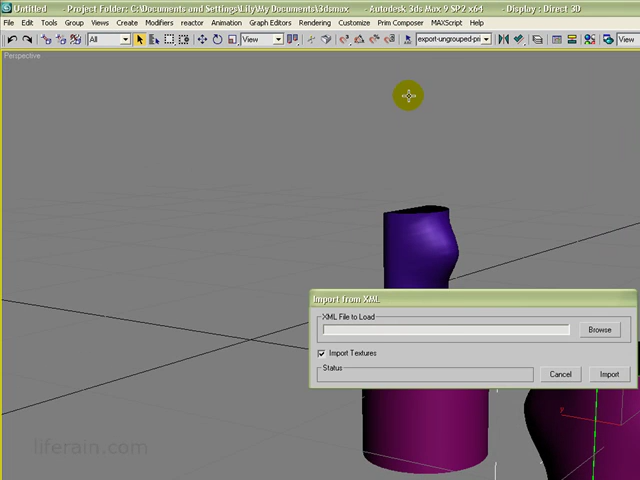 Untitled - Project Folder: C:\Documents and Settings\Lily\My Documents\3dsmax - Autodesk 3ds Max 9 SP2 x64 - Display : Direct 3D
File Edit Tools Group Views Create Modifiers reactor Animation Graph Editors Rendering Customize Prim Composer MAXScript Help
All View export-ungrouped-pri View
Perspective
Import from XML
XML File to Load
Browse
Import Textures
Status
Cancel Import
liferain.com